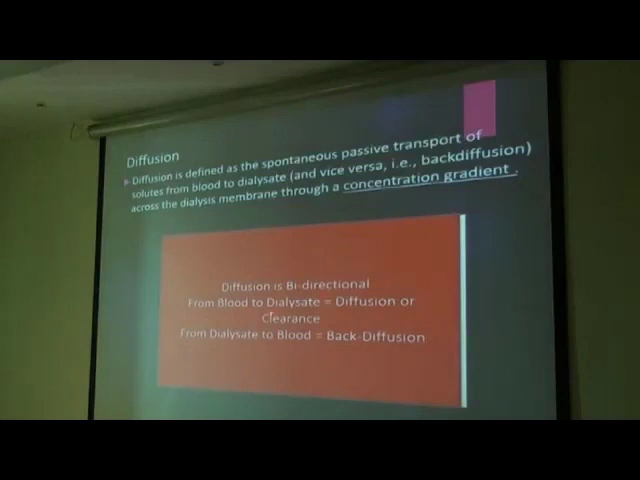 Diffusion
Diffusion is defined as the spontaneous passive transport of
solutes from blood to dialysate (and vice versa, i.e., backdiffusion)
across the dialysis membrane through a concentration gradient .
Diffusion is Bi-directional
From Blood to Dialysate = Diffusion or
Clearance
From Dialysate to Blood = Back-Diffusion